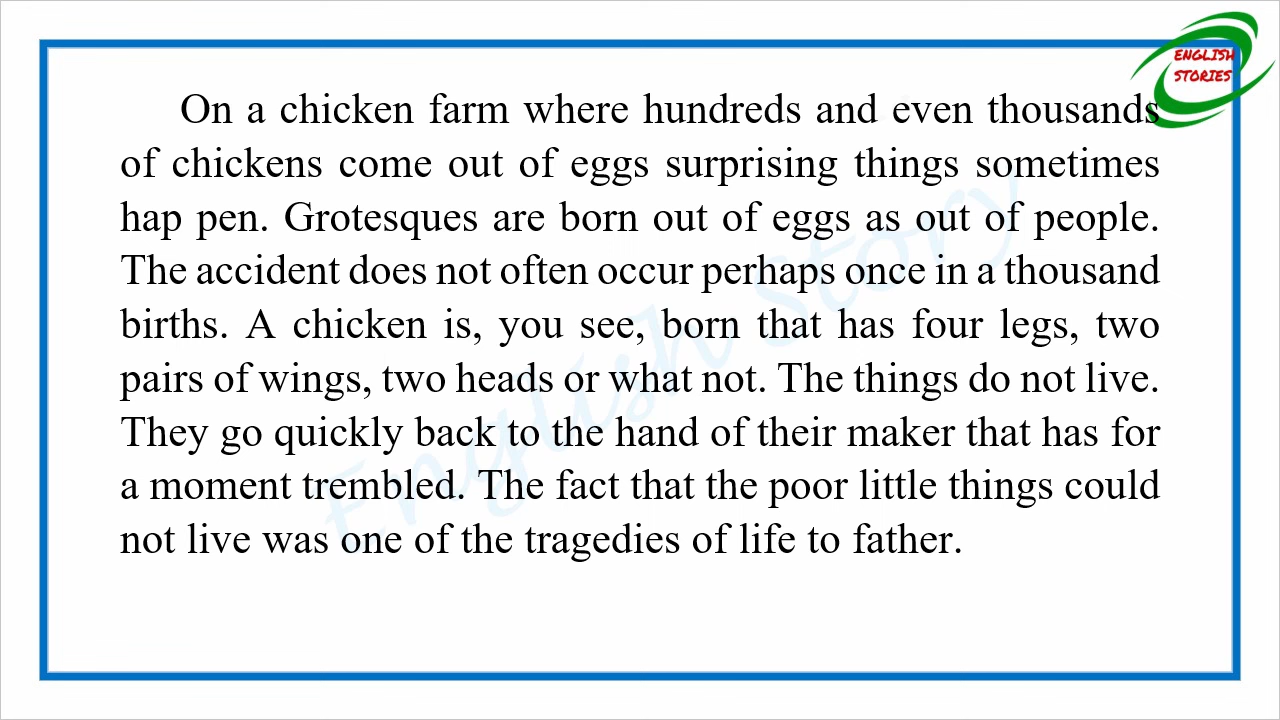 ENGLISH
STORIES
On a chicken farm where hundreds and even thousands
of chickens come out of eggs surprising things sometimes
hap pen. Grotesques are born out of eggs as out of people.
The accident does not often occur perhaps once in a thousand
births. A chicken is, you see, born that has four legs, two
pairs of wings, two heads or what not. The things do not live.
They go quickly back to the hand of their maker that has for
a moment trembled. The fact that the poor little things could
not live was one of the tragedies of life to father.
English Story